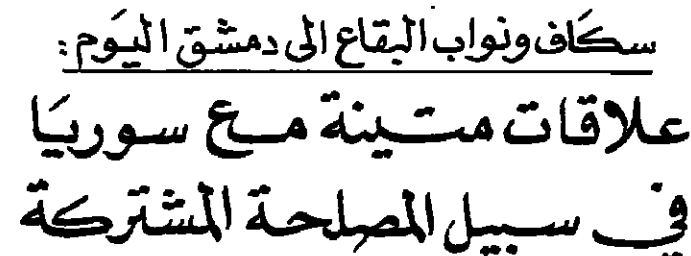 سكاف ونواب البقاع الى دمشق اليوم:
علاقات متينة مع سوريا
في سبيل المصلحة المشتركة